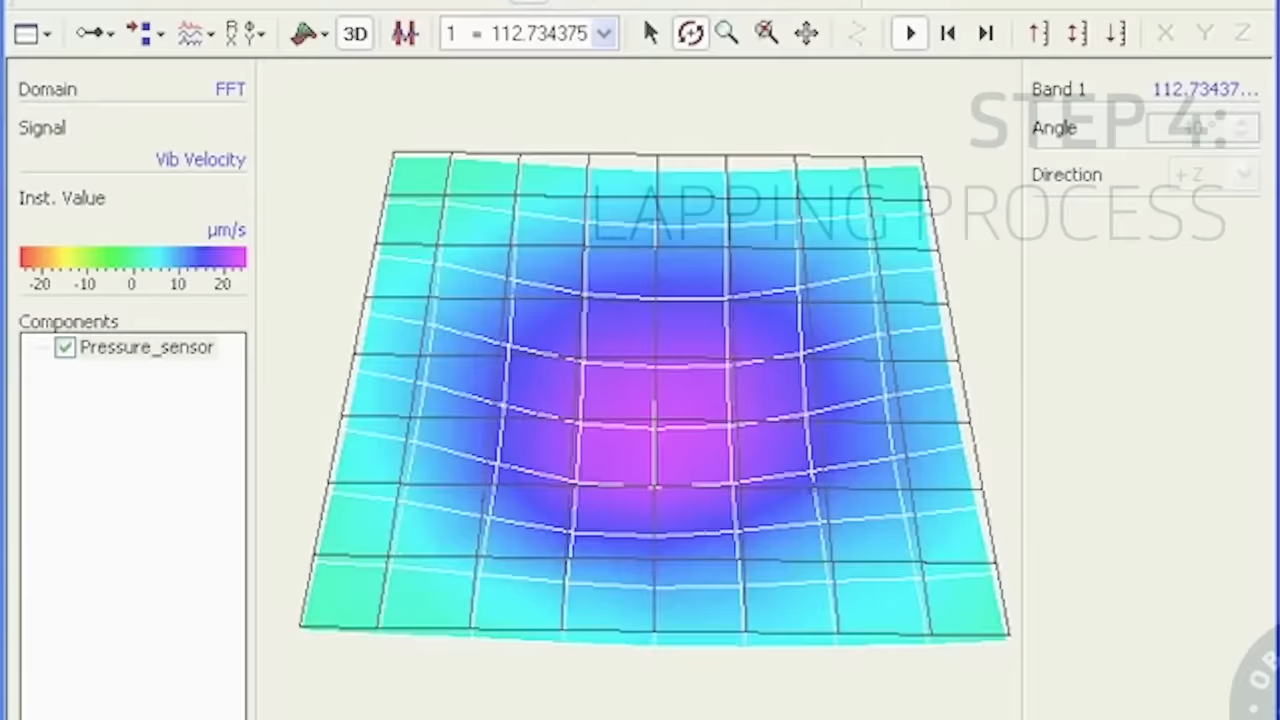 3D
1 = 112.734375
X Y Z
Domain
FFT
Signal
Vib Velocity
Inst. Value
µm/s
-20 -10 0 10 20
Components
Pressure_sensor
Band 1
112.73437...
Angle
Direction
+Z
STEP 4:
LAPPING PROCESS